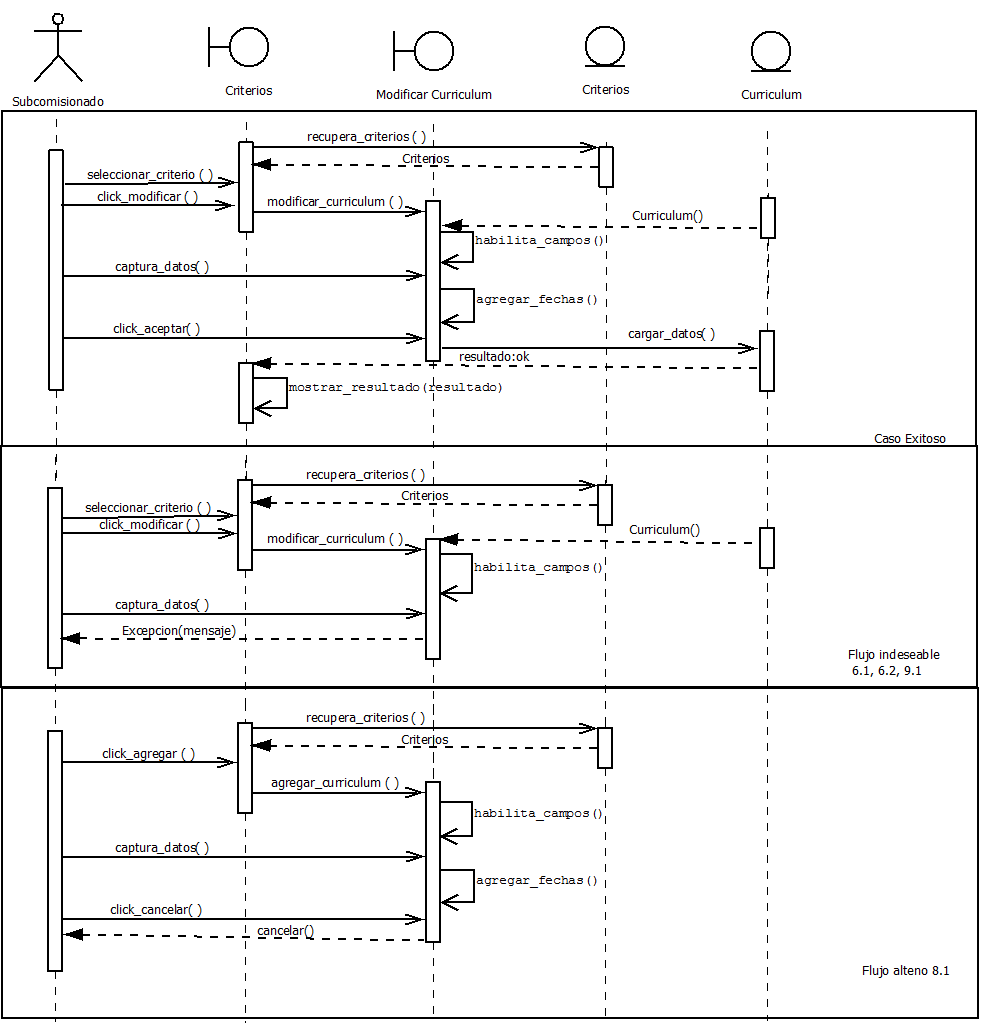 Subcomisionado
Criterios
Modificar Curriculum
Criterios
Curriculum
recupera_criterios ( )
Criterios
seleccionar_criterio ( )
click_modificar ( )
modificar_curriculum ( )
Curriculum()
habilita_campos()
captura_datos( )
agregar_fechas()
click_aceptar( )
cargar_datos( )
resultado:ok
mostrar_resultado(resultado)
Caso Exitoso
recupera_criterios ( )
Criterios
seleccionar_criterio ( )
click_modificar ( )
modificar_curriculum ( )
Curriculum()
habilita_campos()
captura_datos( )
Excepcion(mensaje)
Flujo indeseable
6.1, 6.2, 9.1
recupera_criterios ( )
Criterios
click_agregar ( )
agregar_curriculum ( )
habilita_campos()
captura_datos( )
agregar_fechas()
click_cancelar( )
cancelar()
Flujo alteno 8.1